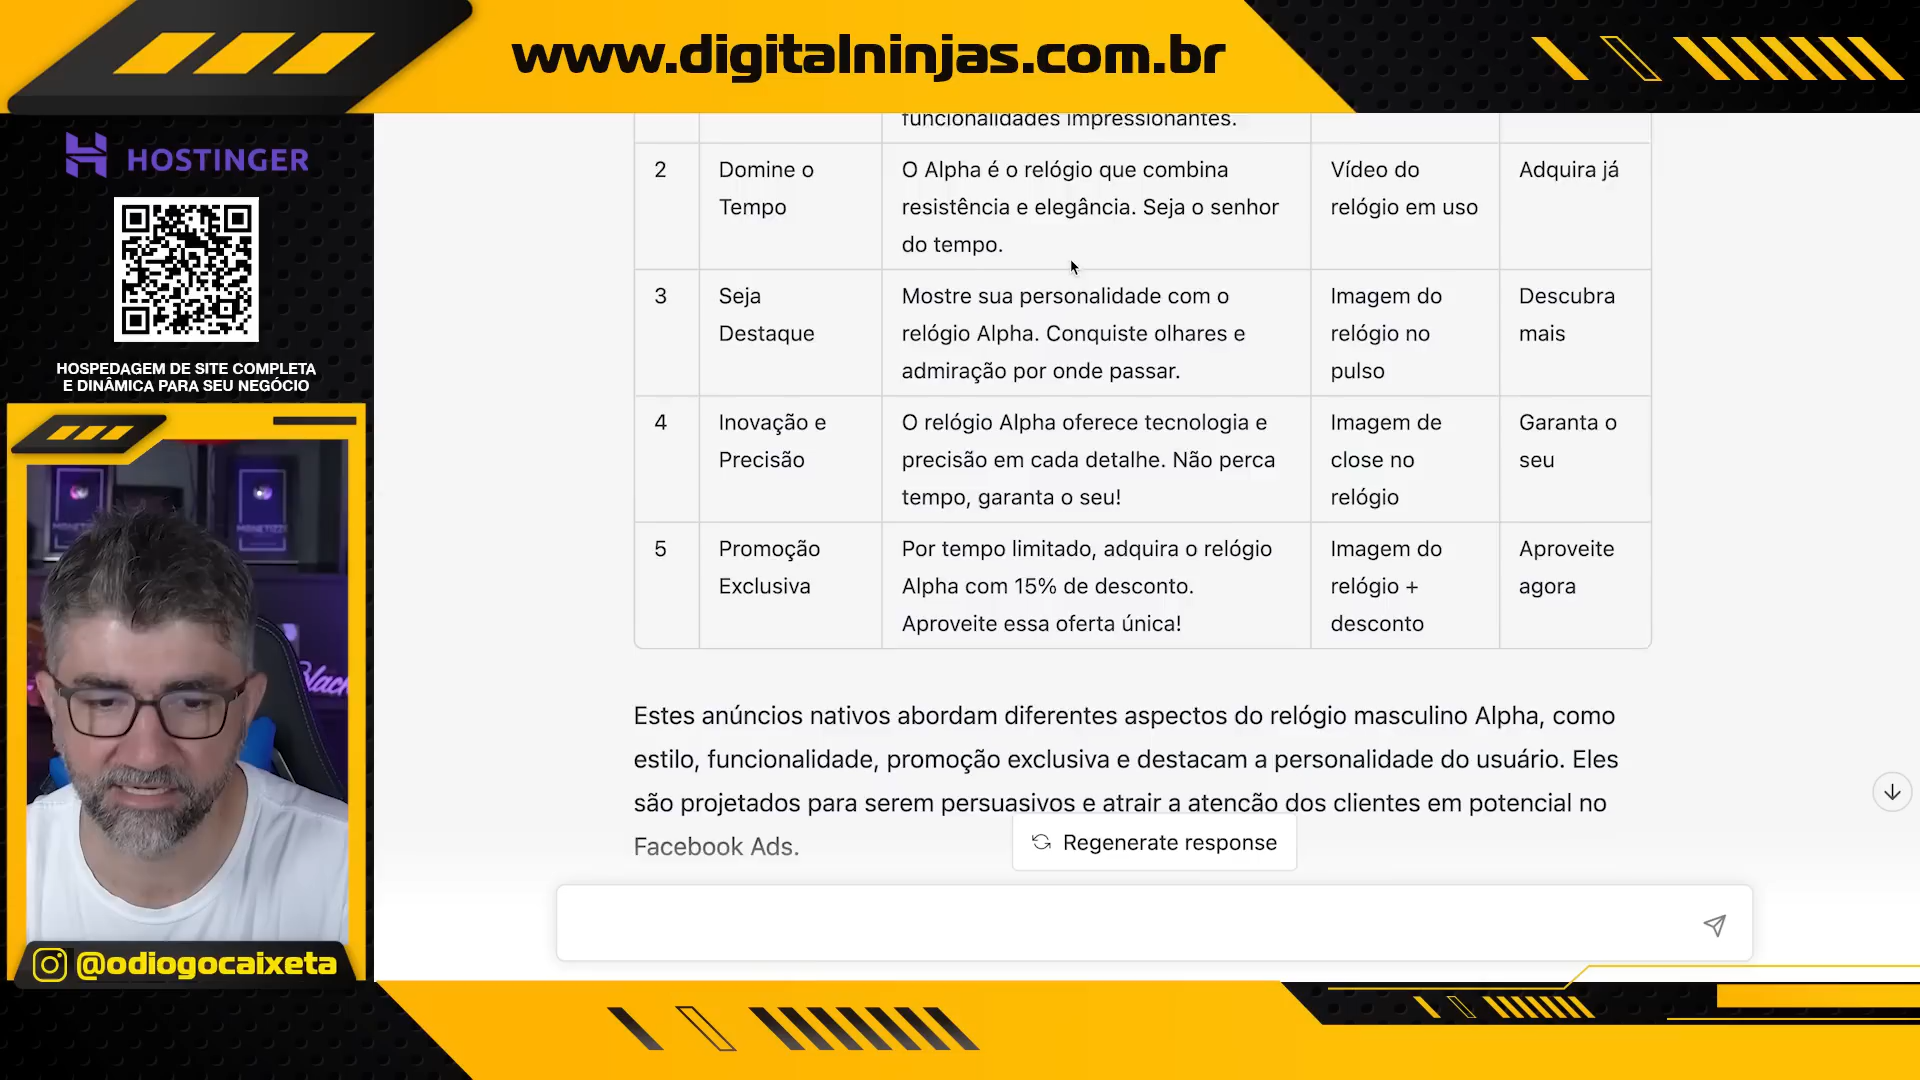 www.digitalninjas.com.br
HOSTINGER
HOSPEDAGEM DE SITE COMPLETA
E DINÂMICA PARA SEU NEGÓCIO
@odiogocaixeta
funcionalidades impressionantes.
2
Domine o
Tempo
O Alpha é o relógio que combina
resistência e elegância. Seja o senhor
do tempo.
Vídeo do
relógio em uso
Adquira já
3
Seja
Destaque
Mostre sua personalidade com o
relógio Alpha. Conquiste olhares e
admiração por onde passar.
Imagem do
relógio no
pulso
Descubra
mais
4
Inovação e
Precisão
O relógio Alpha oferece tecnologia e
precisão em cada detalhe. Não perca
tempo, garanta o seu!
Imagem de
close no
relógio
Garanta o
seu
5
Promoção
Exclusiva
Por tempo limitado, adquira o relógio
Alpha com 15% de desconto.
Aproveite essa oferta única!
Imagem do
relógio +
desconto
Aproveite
agora
Estes anúncios nativos abordam diferentes aspectos do relógio masculino Alpha, como
estilo, funcionalidade, promoção exclusiva e destacam a personalidade do usuário. Eles
são projetados para serem persuasivos e atrair a atenção dos clientes em potencial no
Facebook Ads.
Regenerate response